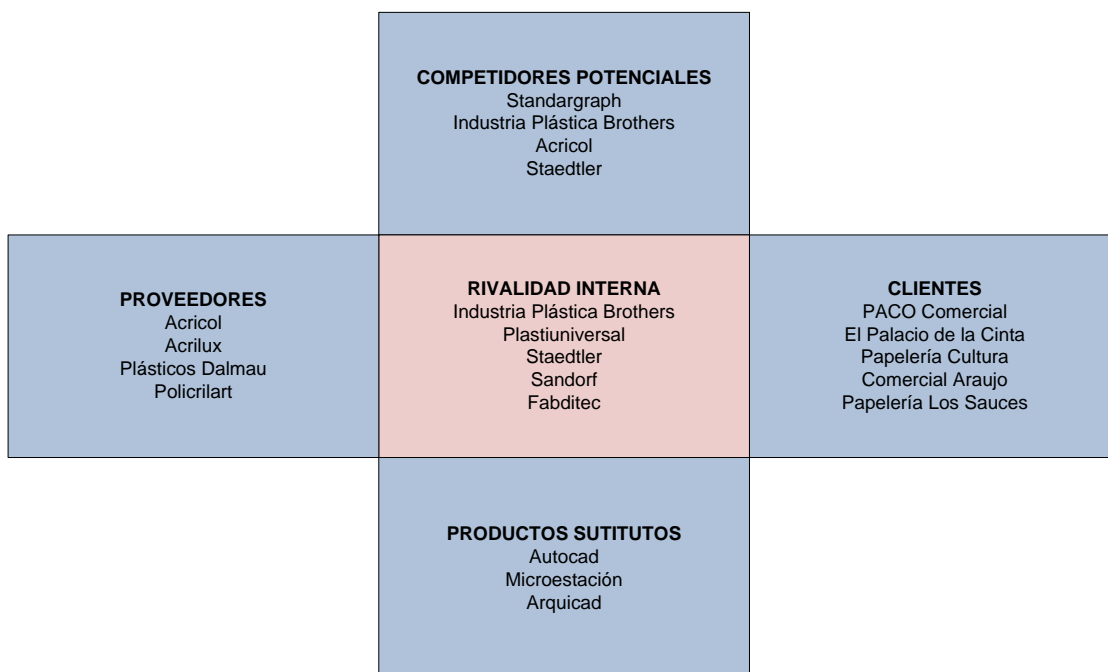 COMPETIDORES POTENCIALES
Standargraph
Industria Plástica Brothers
Acricol
Staedtler
PROVEEDORES
Acricol
Acrilux
Plásticos Dalmau
Policrilart
RIVALIDAD INTERNA
Industria Plástica Brothers
Plastiuniversal
Staedtler
Sandorf
Fabditec
CLIENTES
PACO Comercial
El Palacio de la Cinta
Papelería Cultura
Comercial Araujo
Papelería Los Sauces
PRODUCTOS SUTITUTOS
Autocad
Microestación
Arquicad